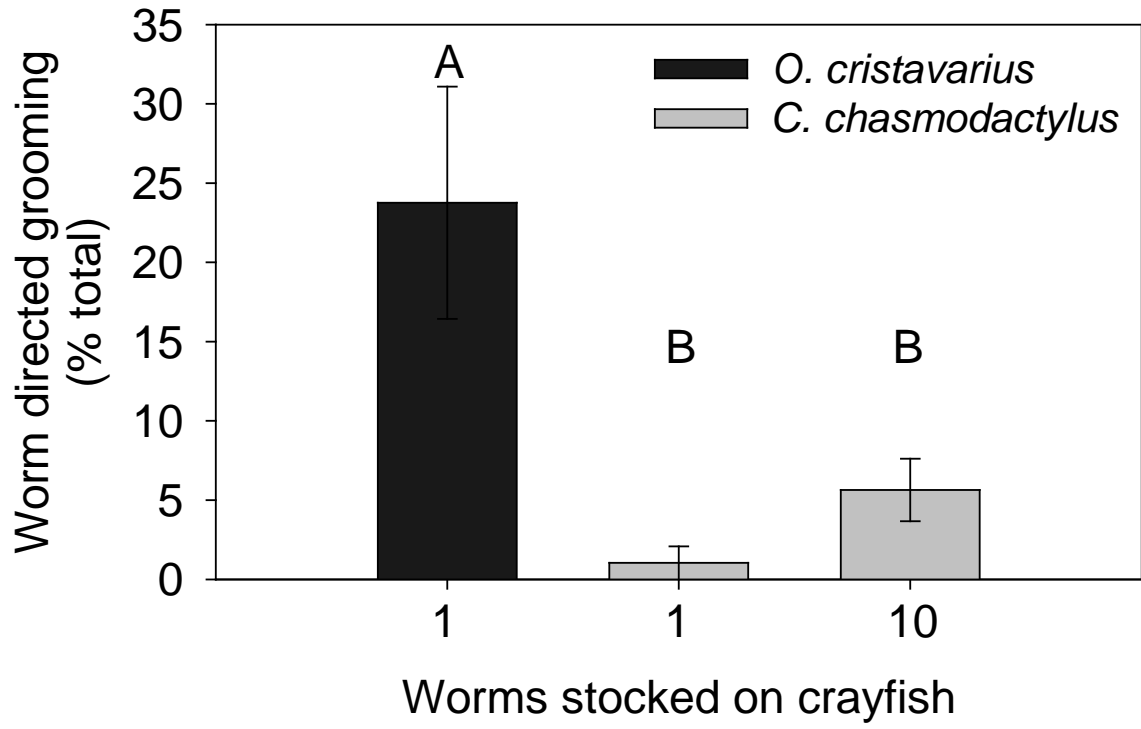 Worm directed grooming
(% total)
35
30
25
20
15
10
5
0
A
B
B
O. cristavarius
C. chasmodactylus
1
1
10
Worms stocked on crayfish